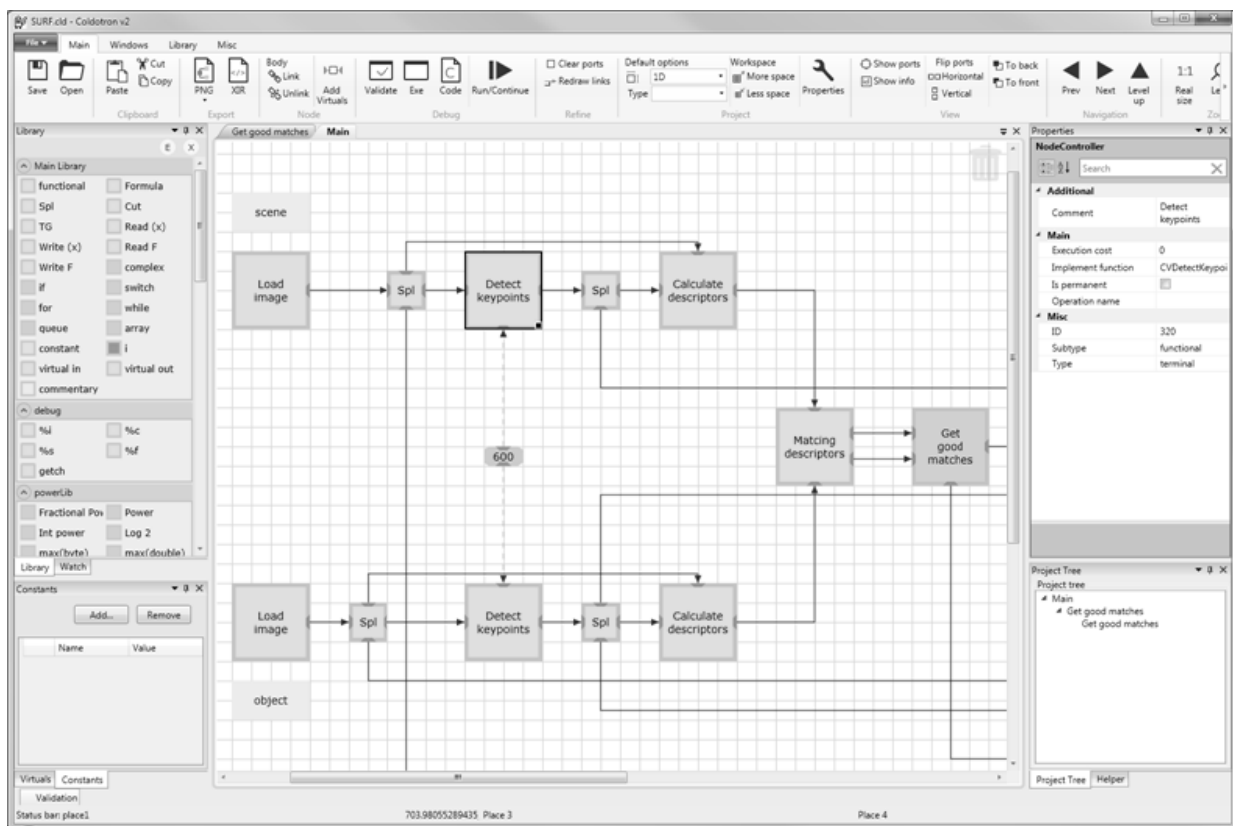 SURF.cld - Coldotron v2
File Main Windows Library Misc
Save Open Paste Cut Copy Clipboard
PNG XIR Export
Body Link Unlink Add Virtuals Node
Validate Exe Code Run/Continue Debug
Clear ports Redraw links Refine
Default options 1D Type Workspace More space Less space Properties Project
Show ports Show info Flip ports Horizontal Vertical To back To front View
Prev Next Level up Navigation
1:1 Real size Le Zo
Library
E X
Main Library
functional Formula
Spl Cut
TG Read (x)
Write (x) Read F
Write F complex
if switch
for while
queue array
constant i
virtual in virtual out
commentary
debug
%i %c
%s %f
getch
powerLib
Fractional Pov Power
Int power Log 2
max(byte) max(double)
Library Watch
Constants
Add... Remove
Name Value
Virtuals Constants
Validation
Status bar: place1
703.98055289435 Place 3
Place 4
Get good matches Main
scene
Load image
Spl
Detect keypoints
Spl
Calculate descriptors
Matcing descriptors
Get good matches
600
Load image
Spl
Detect keypoints
Spl
Calculate descriptors
object
Properties
NodeController
Search
Additional
Comment Detect keypoints
Main
Execution cost 0
Implement function CVDetectKeypoi
Is permanent
Operation name
Misc
ID 320
Subtype functional
Type terminal
Project Tree
Project tree
Main
Get good matches
Get good matches
Project Tree Helper